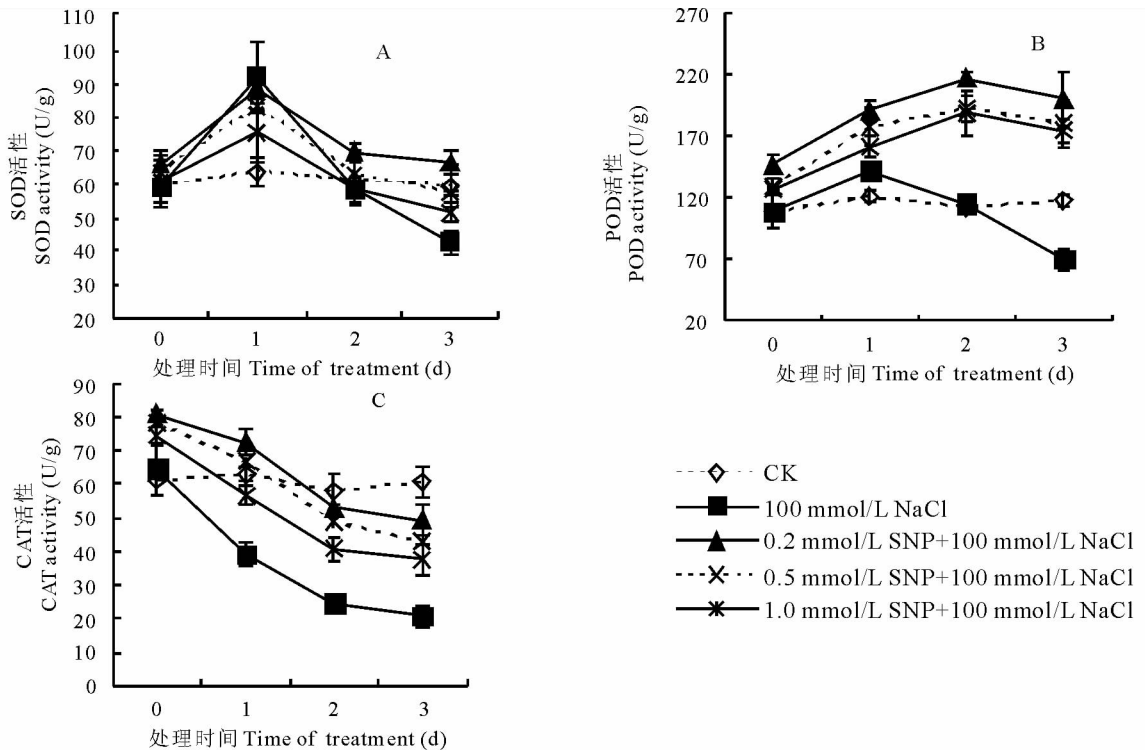 A
SOD活性
SOD activity (U/g)
110
100
90
80
70
60
50
40
30
20
0 1 2 3
处理时间 Time of treatment (d)
B
POD活性
POD activity (U/g)
270
220
170
120
70
20
0 1 2 3
处理时间 Time of treatment (d)
C
CAT活性
CAT activity (U/g)
90
80
70
60
50
40
30
20
10
0
0 1 2 3
处理时间 Time of treatment (d)
CK
100 mmol/L NaCl
0.2 mmol/L SNP+100 mmol/L NaCl
0.5 mmol/L SNP+100 mmol/L NaCl
1.0 mmol/L SNP+100 mmol/L NaCl